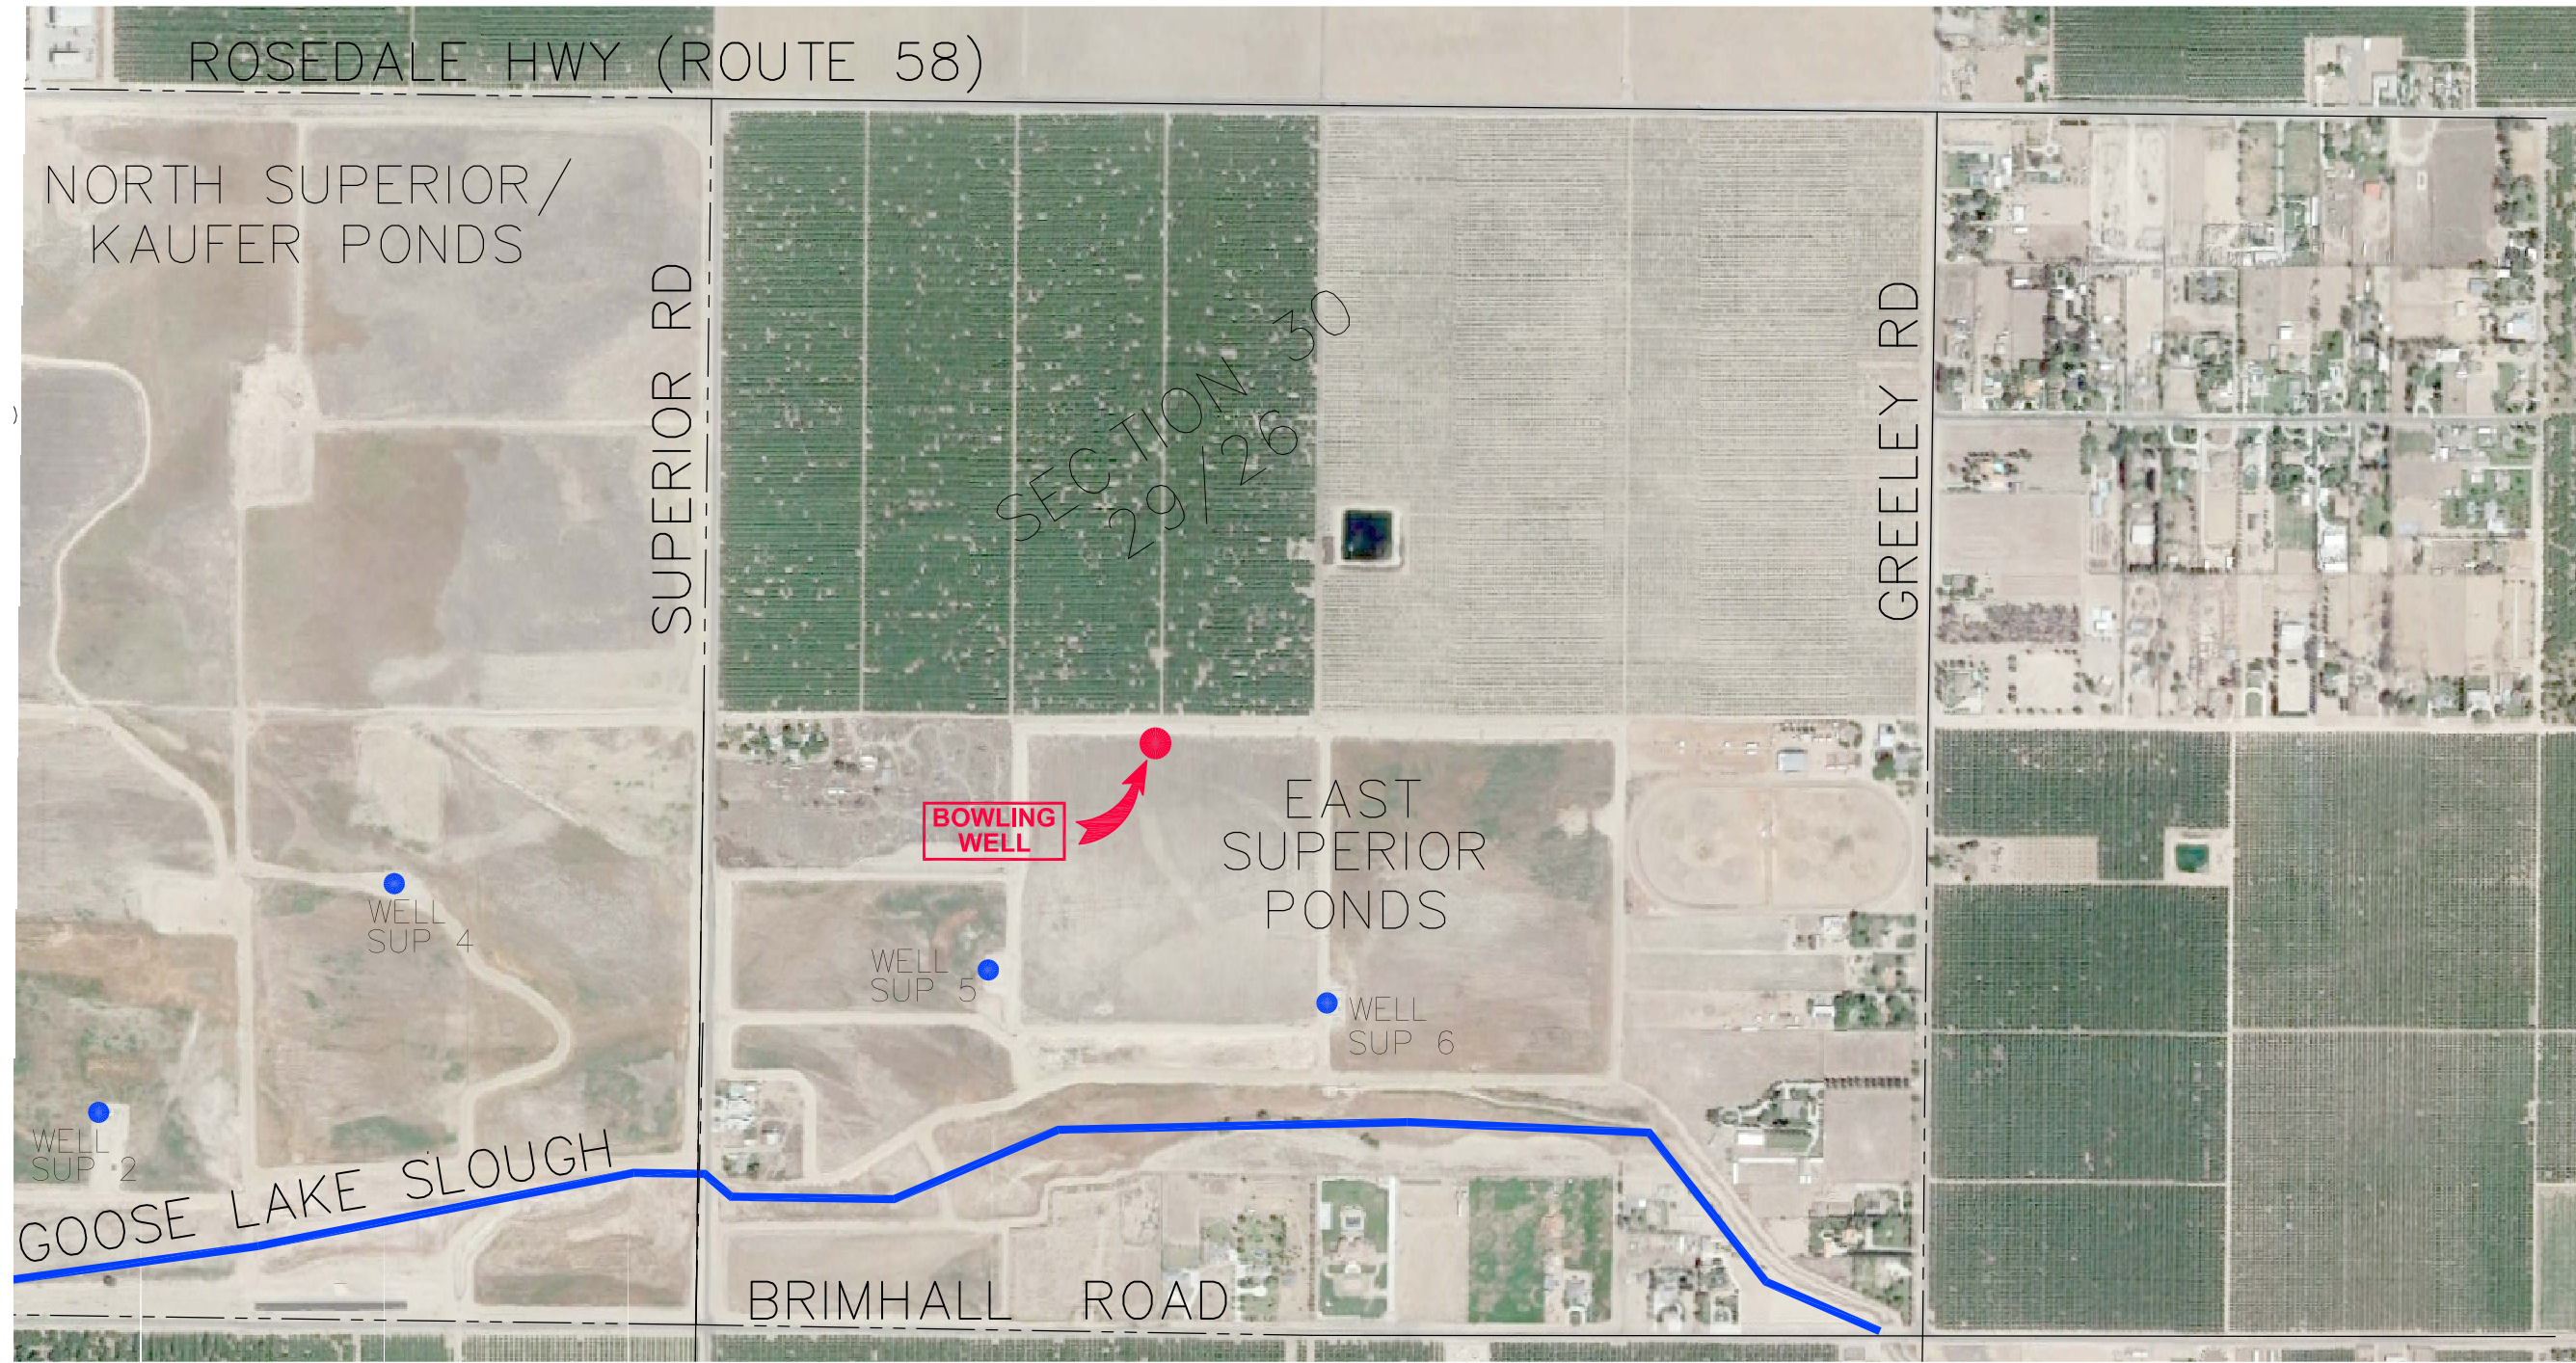 ROSEDALE HWY (ROUTE 58)
NORTH SUPERIOR/
KAUFER PONDS
SUPERIOR RD
SECTION 30
29/26
GREELEY RD
)
BOWLING
WELL
EAST
SUPERIOR
PONDS
WELL
SUP 4
WELL
SUP 5
WELL
SUP 6
WELL
SUP 2
GOOSE LAKE SLOUGH
BRIMHALL ROAD